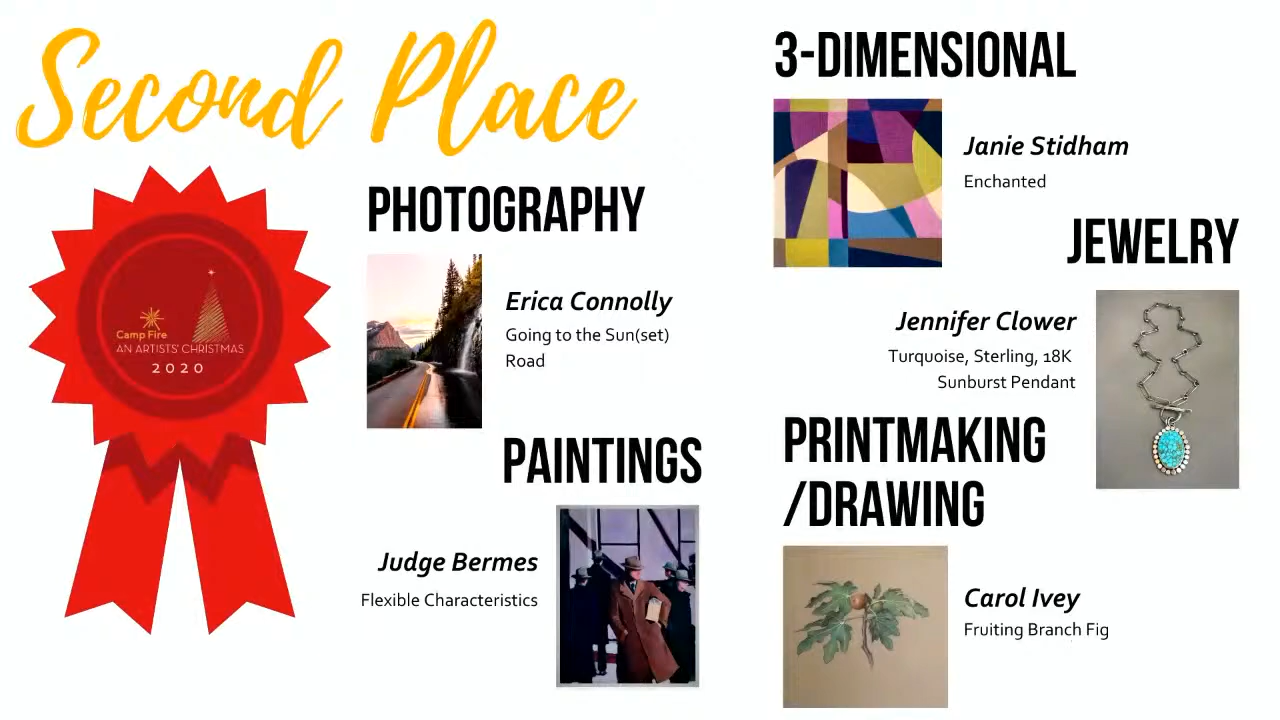 Second Place
Camp Fire
AN ARTISTS' CHRISTMAS
2020
PHOTOGRAPHY
Erica Connolly
Going to the Sun(set)
Road
PAINTINGS
Judge Bermes
Flexible Characteristics
3-DIMENSIONAL
Janie Stidham
Enchanted
JEWELRY
Jennifer Clower
Turquoise, Sterling, 18K
Sunburst Pendant
PRINTMAKING
/DRAWING
Carol Ivey
Fruiting Branch Fig